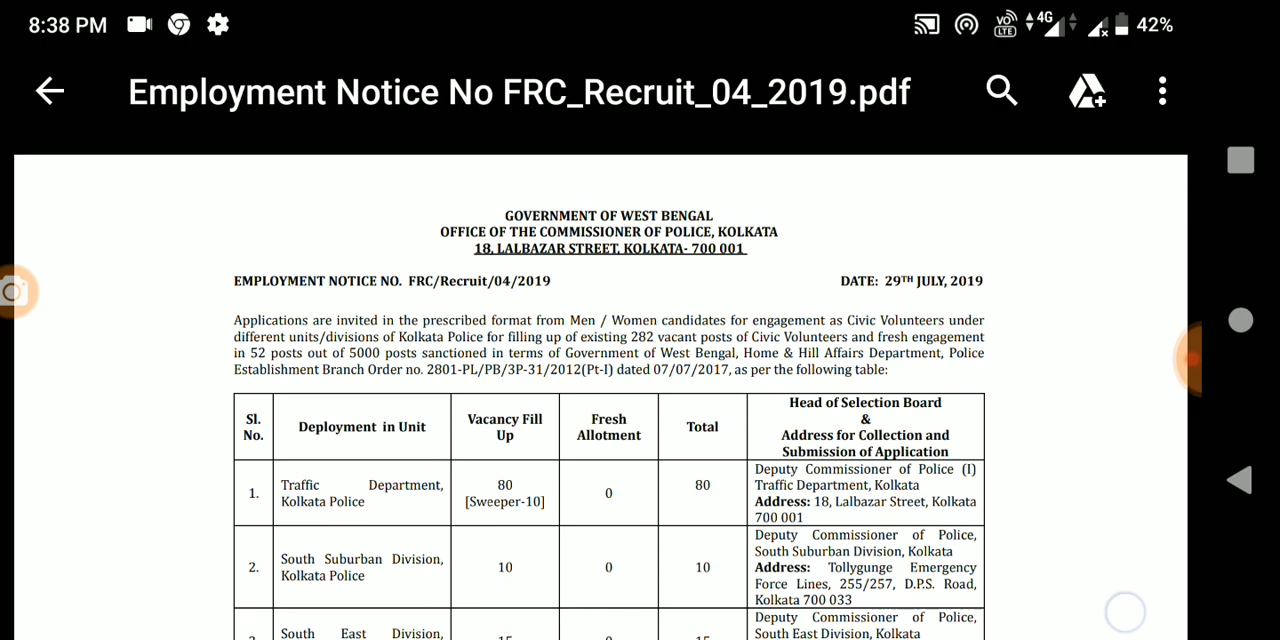 8:38 PM
VO LTE 4G 42%
Employment Notice No FRC_Recruit_04_2019.pdf
GOVERNMENT OF WEST BENGAL
OFFICE OF THE COMMISSIONER OF POLICE, KOLKATA
18, LALBAZAR STREET, KOLKATA- 700 001
EMPLOYMENT NOTICE NO. FRC/Recruit/04/2019 DATE: 29TH JULY, 2019
Applications are invited in the prescribed format from Men / Women candidates for engagement as Civic Volunteers under
different units/divisions of Kolkata Police for filling up of existing 282 vacant posts of Civic Volunteers and fresh engagement
in 52 posts out of 5000 posts sanctioned in terms of Government of West Bengal, Home & Hill Affairs Department, Police
Establishment Branch Order no. 2801-PL/PB/3P-31/2012(Pt-I) dated 07/07/2017, as per the following table:
Sl.
No.
Deployment in Unit
Vacancy Fill
Up
Fresh
Allotment
Total
Head of Selection Board
&
Address for Collection and
Submission of Application
1.
Traffic Department,
Kolkata Police
80
[Sweeper-10]
0
80
Deputy Commissioner of Police (I)
Traffic Department, Kolkata
Address: 18, Lalbazar Street, Kolkata
700 001
2.
South Suburban Division,
Kolkata Police
10
0
10
Deputy Commissioner of Police,
South Suburban Division, Kolkata
Address: Tollygunge Emergency
Force Lines, 255/257, D.P.S. Road,
Kolkata 700 033
South East Division,
Deputy Commissioner of Police,
South East Division, Kolkata